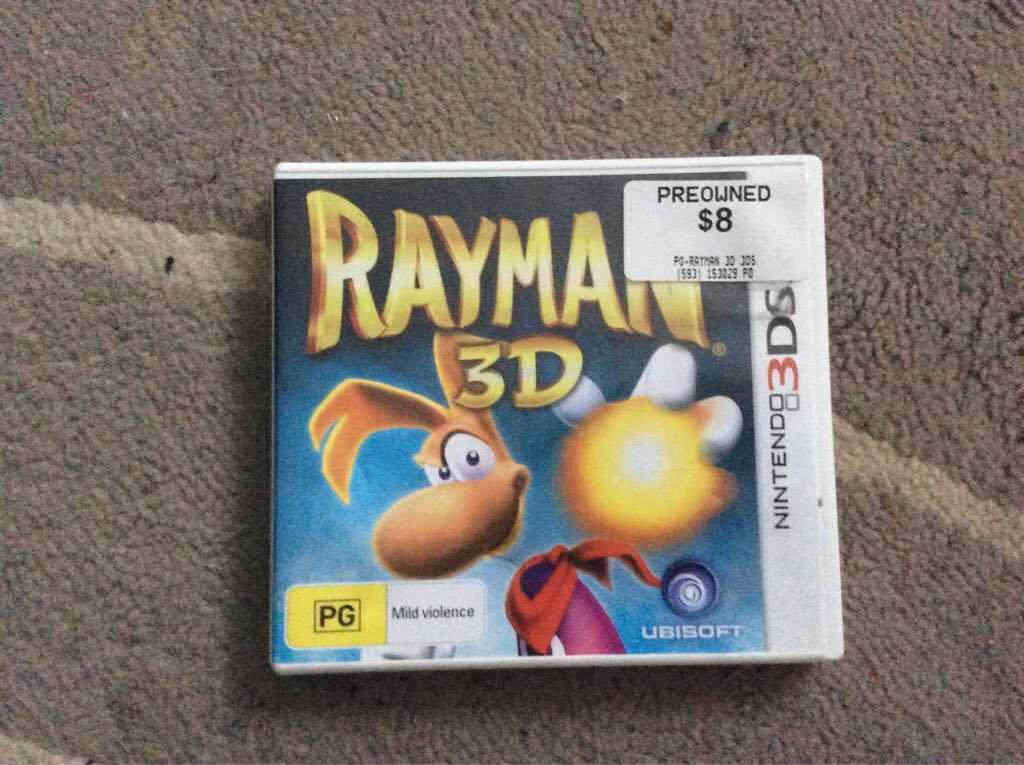 PREOWNED
$8
PO-RAYMAN 3D 3DS
(593) 153029 PO
RAYMAN
3D
®
NINTENDO 3DS
PG
Mild violence
UBISOFT